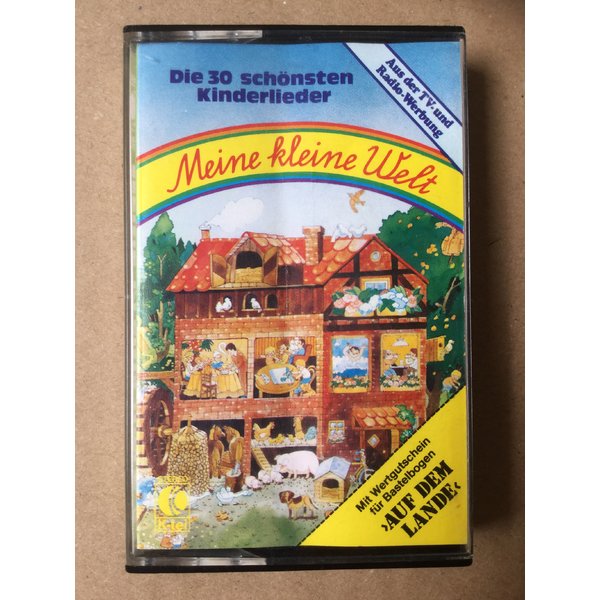 Die 30 schönsten
Kinderlieder
Aus der TV- und
Radio-Werbung
Meine kleine Welt
Mit Wertgutschein
für Bastelbogen
›AUF DEM
LANDE‹
STEREO
K-tel